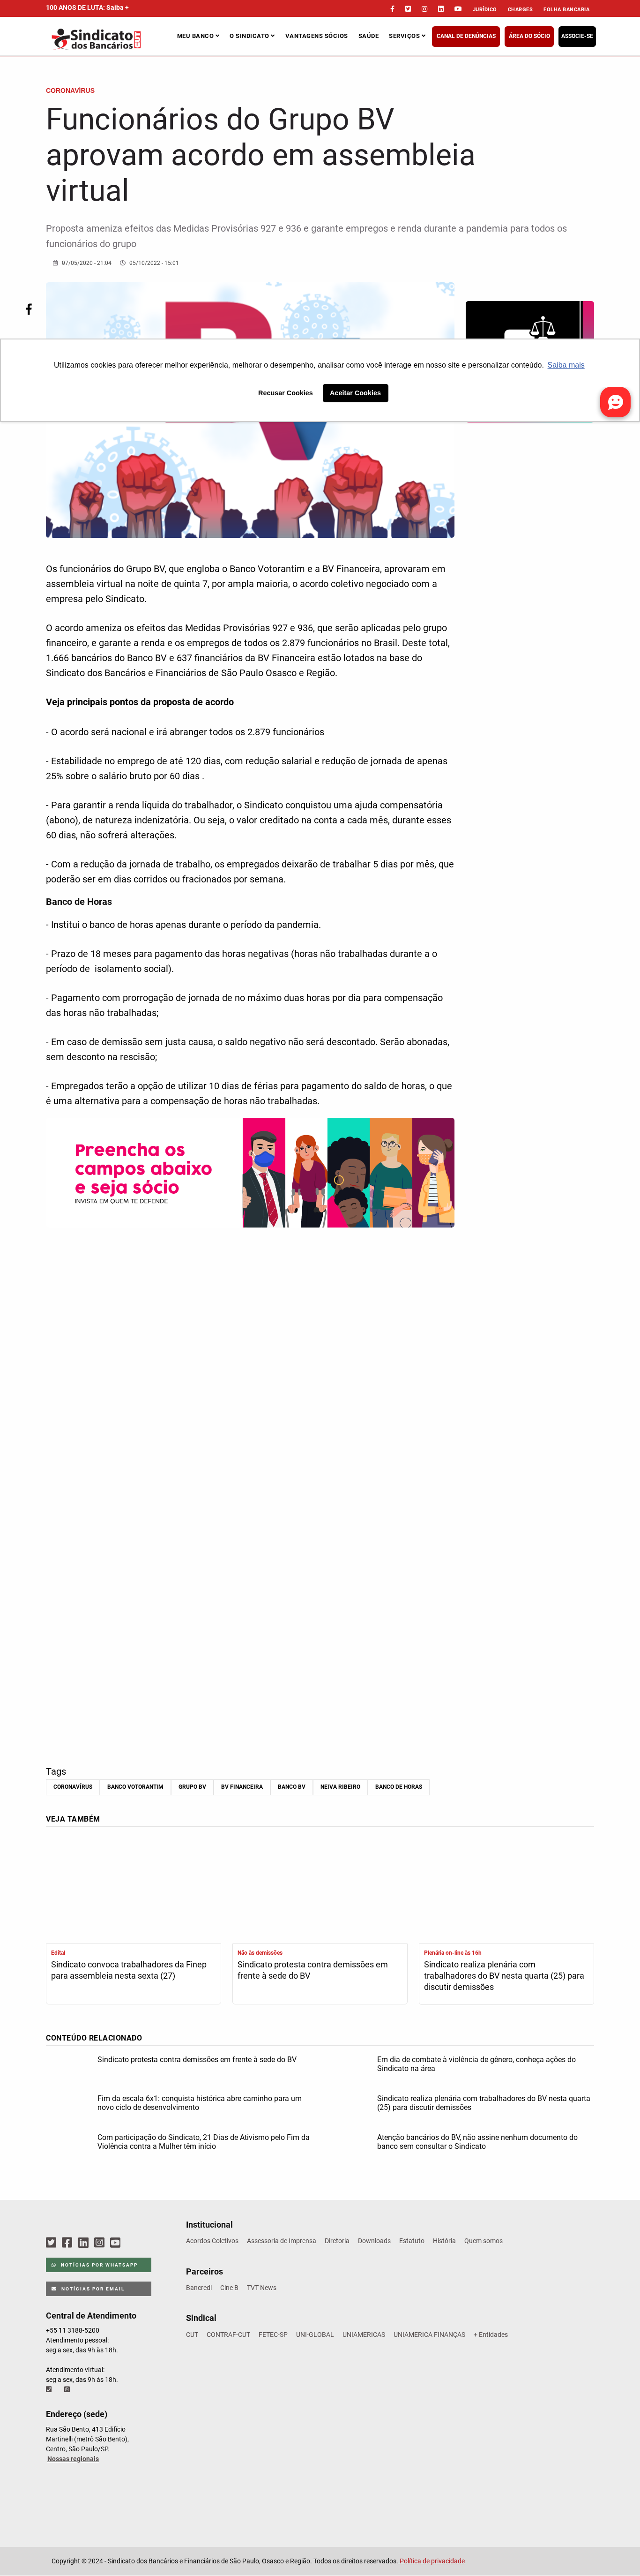 100 ANOS DE LUTA: Saiba +
JURÍDICO CHARGES FOLHA BANCARIA
Sindicato
dos Bancários
MEU BANCO O SINDICATO VANTAGENS SÓCIOS SAÚDE SERVIÇOS CANAL DE DENÚNCIAS ÁREA DO SÓCIO ASSOCIE-SE
CORONAVÍRUS
Funcionários do Grupo BV
aprovam acordo em assembleia
virtual
Proposta ameniza efeitos das Medidas Provisórias 927 e 936 e garante empregos e renda durante a pandemia para todos os
funcionários do grupo
07/05/2020 - 21:04 05/10/2022 - 15:01
Utilizamos cookies para oferecer melhor experiência, melhorar o desempenho, analisar como você interage em nosso site e personalizar conteúdo. Saiba mais
Recusar Cookies Aceitar Cookies
Os funcionários do Grupo BV, que engloba o Banco Votorantim e a BV Financeira, aprovaram em
assembleia virtual na noite de quinta 7, por ampla maioria, o acordo coletivo negociado com a
empresa pelo Sindicato.
O acordo ameniza os efeitos das Medidas Provisórias 927 e 936, que serão aplicadas pelo grupo
financeiro, e garante a renda e os empregos de todos os 2.879 funcionários no Brasil. Deste total,
1.666 bancários do Banco BV e 637 financiários da BV Financeira estão lotados na base do
Sindicato dos Bancários e Financiários de São Paulo Osasco e Região.
Veja principais pontos da proposta de acordo
- O acordo será nacional e irá abranger todos os 2.879 funcionários
- Estabilidade no emprego de até 120 dias, com redução salarial e redução de jornada de apenas
25% sobre o salário bruto por 60 dias .
- Para garantir a renda líquida do trabalhador, o Sindicato conquistou uma ajuda compensatória
(abono), de natureza indenizatória. Ou seja, o valor creditado na conta a cada mês, durante esses
60 dias, não sofrerá alterações.
- Com a redução da jornada de trabalho, os empregados deixarão de trabalhar 5 dias por mês, que
poderão ser em dias corridos ou fracionados por semana.
Banco de Horas
- Institui o banco de horas apenas durante o período da pandemia.
- Prazo de 18 meses para pagamento das horas negativas (horas não trabalhadas durante a o
período de isolamento social).
- Pagamento com prorrogação de jornada de no máximo duas horas por dia para compensação
das horas não trabalhadas;
- Em caso de demissão sem justa causa, o saldo negativo não será descontado. Serão abonadas,
sem desconto na rescisão;
- Empregados terão a opção de utilizar 10 dias de férias para pagamento do saldo de horas, o que
é uma alternativa para a compensação de horas não trabalhadas.
Preencha os
campos abaixo
e seja sócio
INVISTA EM QUEM TE DEFENDE
Tags
CORONAVÍRUS BANCO VOTORANTIM GRUPO BV BV FINANCEIRA BANCO BV NEIVA RIBEIRO BANCO DE HORAS
VEJA TAMBÉM
Edital
Sindicato convoca trabalhadores da Finep
para assembleia nesta sexta (27)
Não às demissões
Sindicato protesta contra demissões em
frente à sede do BV
Plenária on-line às 16h
Sindicato realiza plenária com
trabalhadores do BV nesta quarta (25) para
discutir demissões
CONTEÚDO RELACIONADO
Sindicato protesta contra demissões em frente à sede do BV
Em dia de combate à violência de gênero, conheça ações do
Sindicato na área
Fim da escala 6x1: conquista histórica abre caminho para um
novo ciclo de desenvolvimento
Sindicato realiza plenária com trabalhadores do BV nesta quarta
(25) para discutir demissões
Com participação do Sindicato, 21 Dias de Ativismo pelo Fim da
Violência contra a Mulher têm início
Atenção bancários do BV, não assine nenhum documento do
banco sem consultar o Sindicato
NOTÍCIAS POR WHATSAPP
NOTÍCIAS POR EMAIL
Central de Atendimento
+55 11 3188-5200
Atendimento pessoal:
seg a sex, das 9h às 18h.
Atendimento virtual:
seg a sex, das 9h às 18h.
Endereço (sede)
Rua São Bento, 413 Edifício
Martinelli (metrô São Bento),
Centro, São Paulo/SP.
Nossas regionais
Institucional
Acordos Coletivos Assessoria de Imprensa Diretoria Downloads Estatuto História Quem somos
Parceiros
Bancredi Cine B TVT News
Sindical
CUT CONTRAF-CUT FETEC-SP UNI-GLOBAL UNIAMERICAS UNIAMERICA FINANÇAS + Entidades
Copyright © 2024 - Sindicato dos Bancários e Financiários de São Paulo, Osasco e Região. Todos os direitos reservados. Política de privacidade